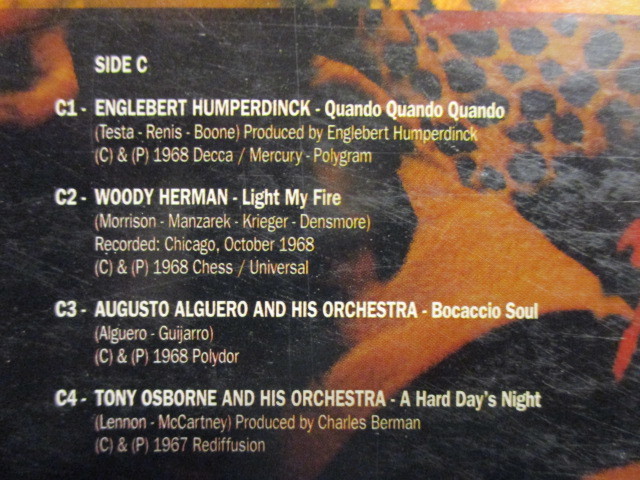 SIDE C
C1 - ENGLEBERT HUMPERDINCK - Quando Quando Quando
(Testa - Renis - Boone) Produced by Englebert Humperdinck
(C) & (P) 1968 Decca / Mercury - Polygram
C2 - WOODY HERMAN - Light My Fire
(Morrison - Manzarek - Krieger - Densmore)
Recorded: Chicago, October 1968
(C) & (P) 1968 Chess / Universal
C3 - AUGUSTO ALGUERO AND HIS ORCHESTRA - Bocaccio Soul
(Alguero - Guijarro)
(C) & (P) 1968 Polydor
C4 - TONY OSBORNE AND HIS ORCHESTRA - A Hard Day's Night
(Lennon - McCartney) Produced by Charles Berman
(C) & (P) 1967 Rediffusion